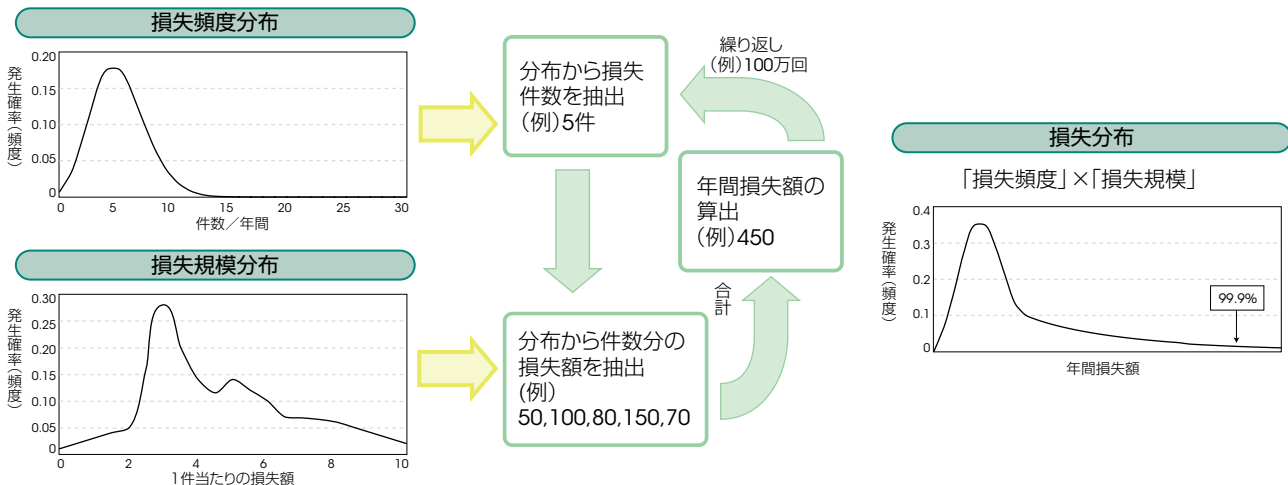 損失頻度分布
発生確率（頻度）
0.20
0.15
0.10
0.05
0
0 5 10 15 20 25 30
件数／年間
損失規模分布
発生確率（頻度）
0.30
0.25
0.20
0.15
0.10
0.05
0
0 2 4 6 8 10
1件当たりの損失額
分布から損失
件数を抽出
（例）5件
繰り返し
（例）100万回
年間損失額の
算出
（例）450
合計
分布から件数分の
損失額を抽出
（例）
50,100,80,150,70
損失分布
「損失頻度」×「損失規模」
発生確率（頻度）
0.4
0.3
0.2
0.1
0
99.9%
年間損失額